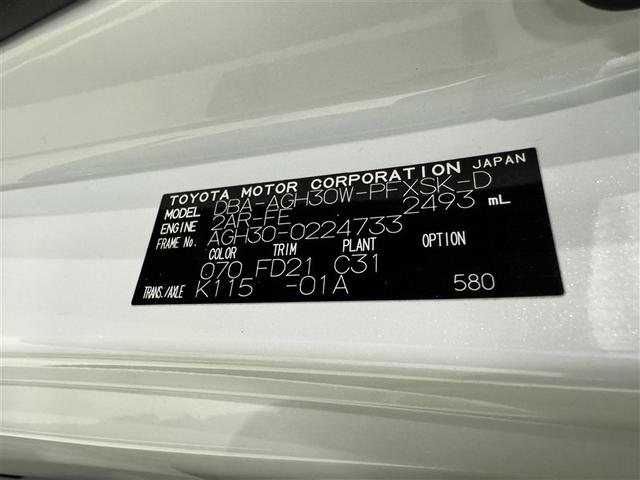 TOYOTA MOTOR CORPORATION JAPAN
MODEL DBA-AGH30W-PFXSK-D
ENGINE 2AR-FE 2493 mL
FRAME No. AGH30-0224733
COLOR TRIM PLANT OPTION
070 FD21 C31
TRANS./AXLE K115 -01A 580